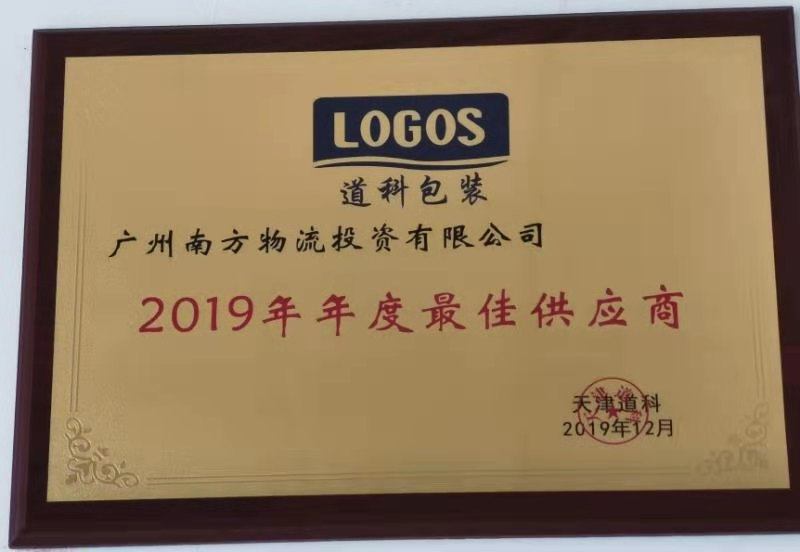 LOGOS
道科包装
广州南方物流投资有限公司
2019年年度最佳供应商
天津道科
2019年12月